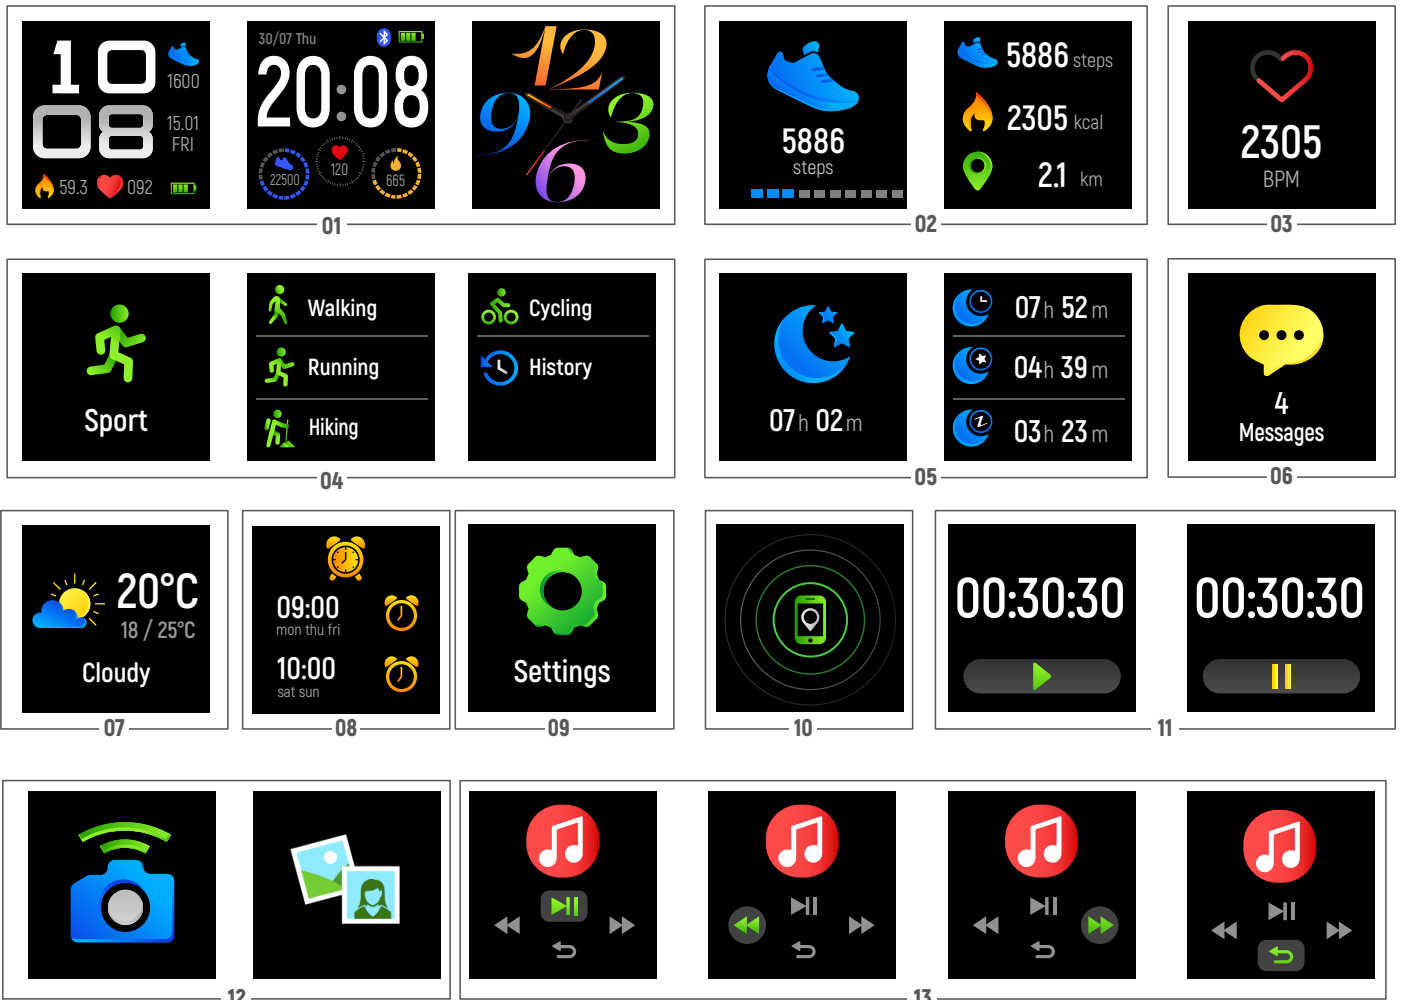 10
08
1600
15.01
FRI
59.3
092
30/07 Thu
20:08
22500
120
665
12
9
3
6
01
5886
steps
5886 steps
2305 kcal
2.1 km
02
2305
BPM
03
Sport
Walking
Running
Hiking
Cycling
History
04
07h 02m
07h 52m
04h 39m
03h 23m
05
4
Messages
06
20°C
18 / 25°C
Cloudy
07
09:00
mon thu fri
10:00
sat sun
08
Settings
09
10
00:30:30
00:30:30
11
12
13